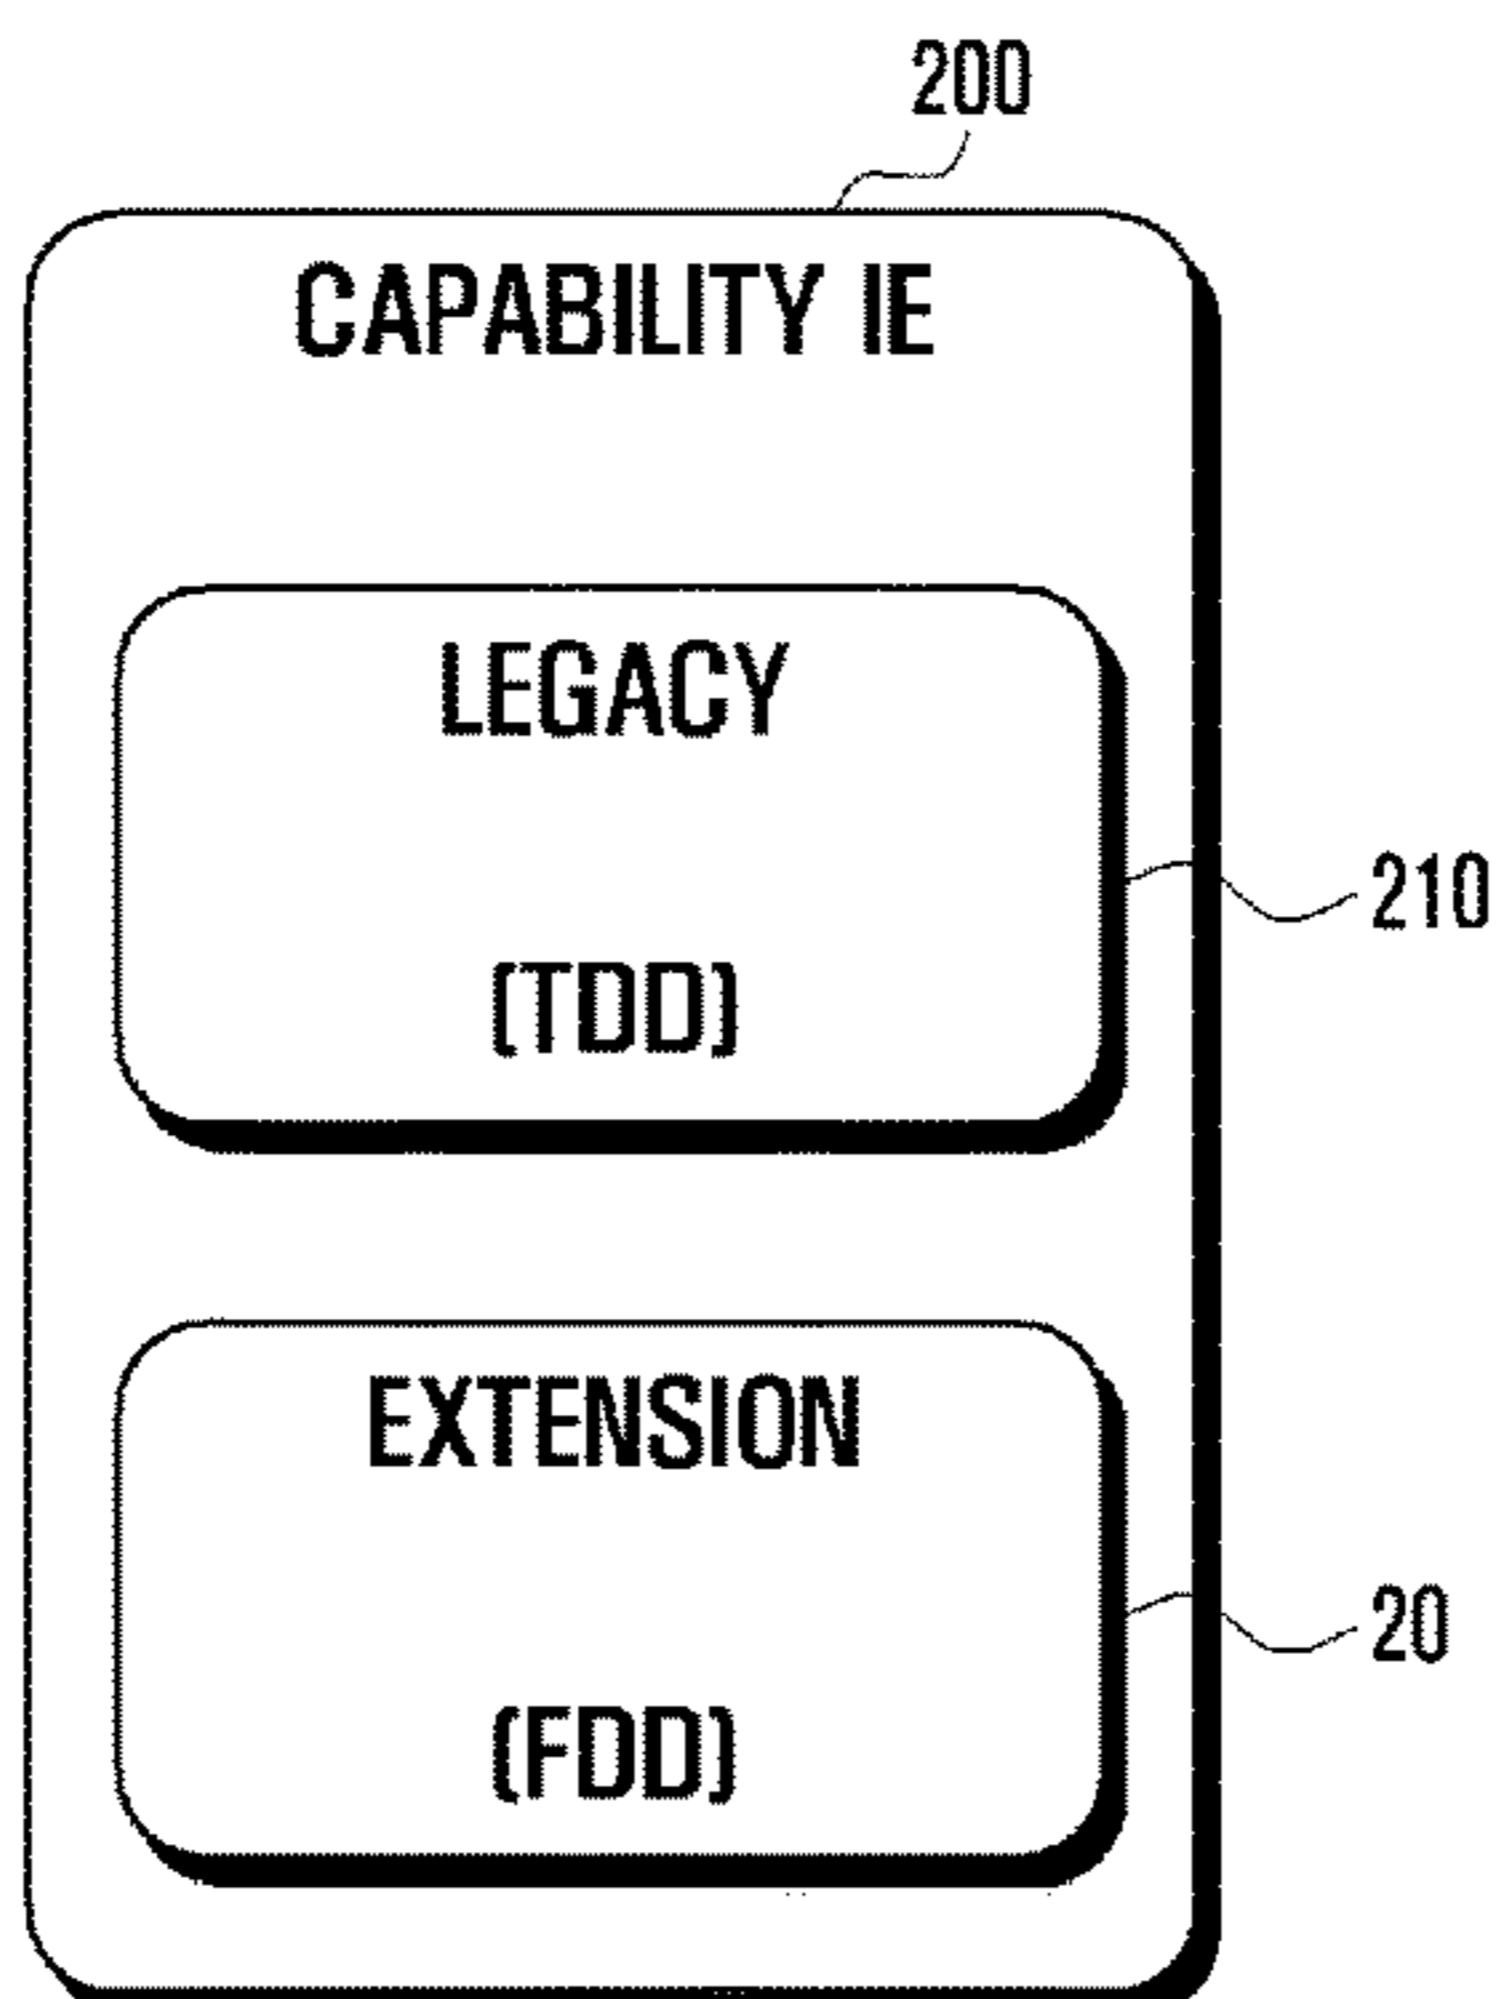 200
CAPABILITY IE
LEGACY
210
(TDD)
EXTENSION
20
(FDD)